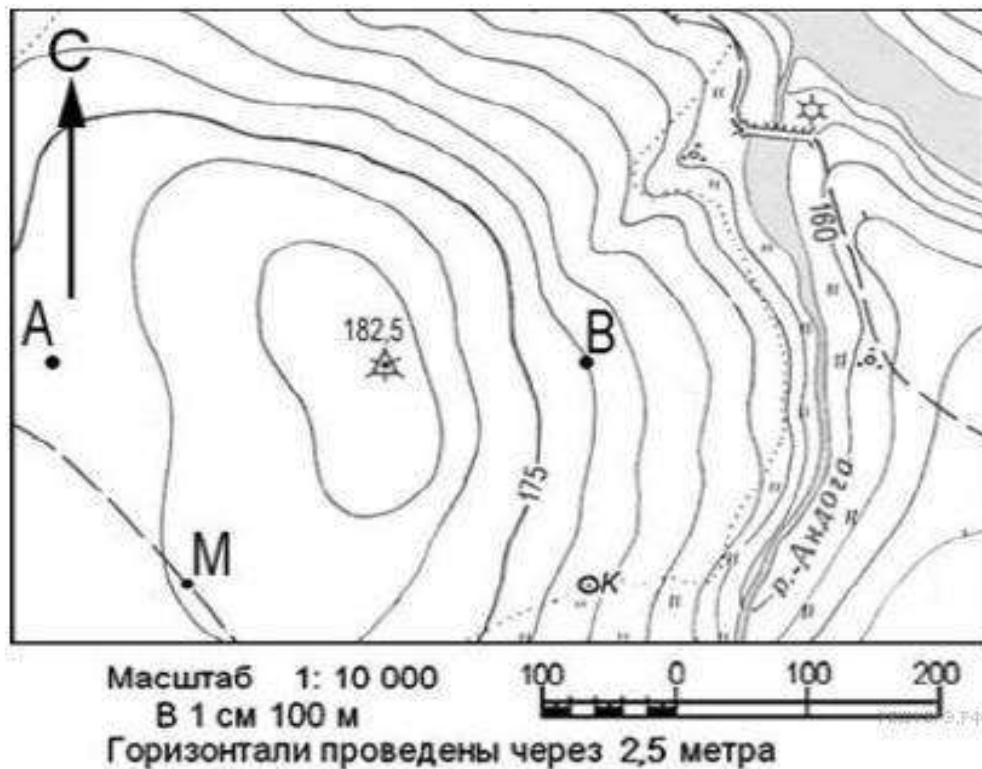 С
160
182,5
А
В
175
М
К
р. Андога
Масштаб 1: 10 000
В 1 см 100 м
100 0 100 200
Горизонтали проведены через 2,5 метра